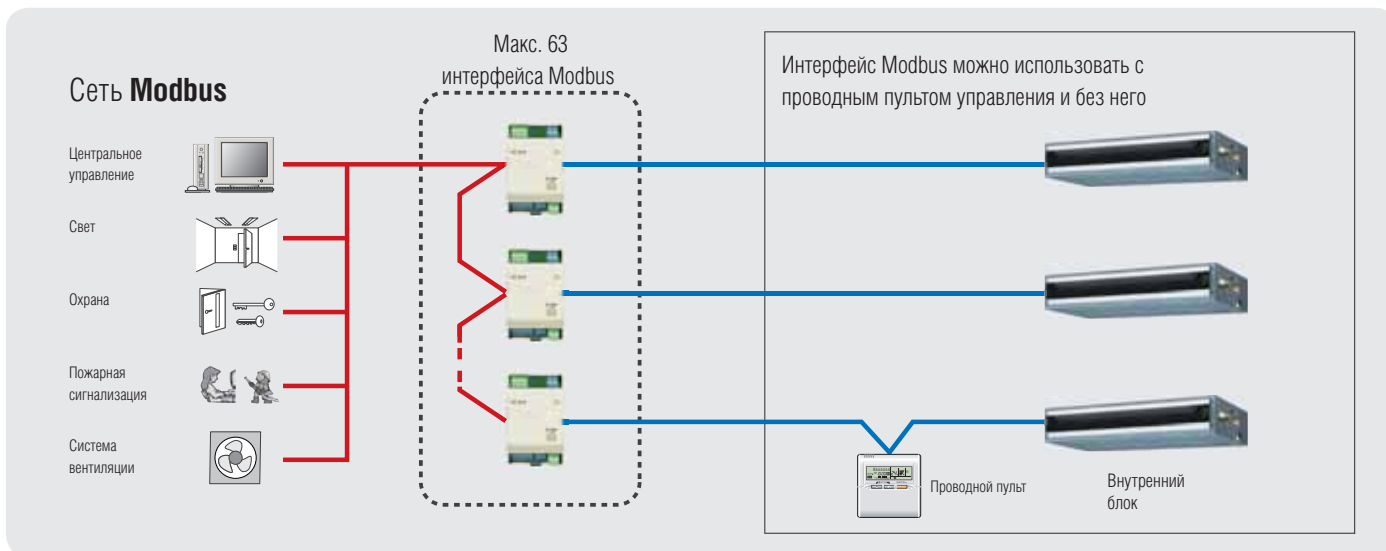 Сеть Modbus
Макс. 63
интерфейса Modbus
Интерфейс Modbus можно использовать с
проводным пультом управления и без него
Центральное
управление
Свет
Охрана
Пожарная
сигнализация
Система
вентиляции
Проводной пульт
Внутренний
блок